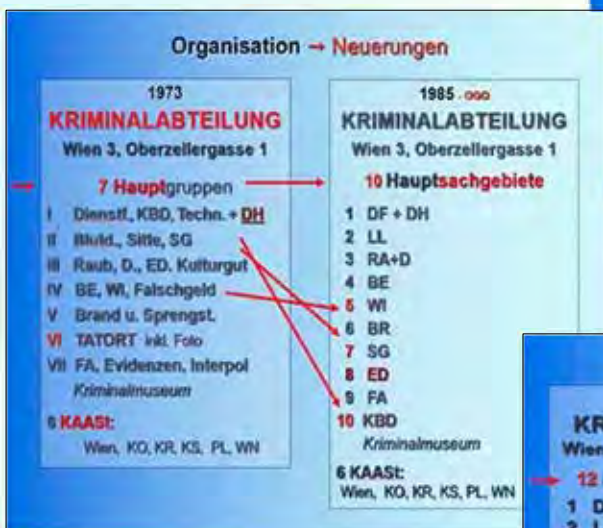 Organisation → Neuerungen
1973
KRIMINALABTEILUNG
Wien 3, Oberzellergasse 1
7 Hauptgruppen
I Dienstf., KBD, Techn. + DH
II Blutd., Sitte, SG
III Raub, D., ED. Kulturgut
IV BE, WI, Falschgeld
V Brand u. Sprengst.
VI TATORT inkl. Foto
VII FA, Evidenzen, Interpol
Kriminalmuseum
6 KAASt:
Wien, KO, KR, KS, PL, WN
1985
KRIMINALABTEILUNG
Wien 3, Oberzellergasse 1
10 Hauptsachgebiete
1 DF + DH
2 LL
3 RA+D
4 BE
5 WI
6 BR
7 SG
8 ED
9 FA
10 KBD
Kriminalmuseum
6 KAASt:
Wien, KO, KR, KS, PL, WN
KR
Wien
12
1 D